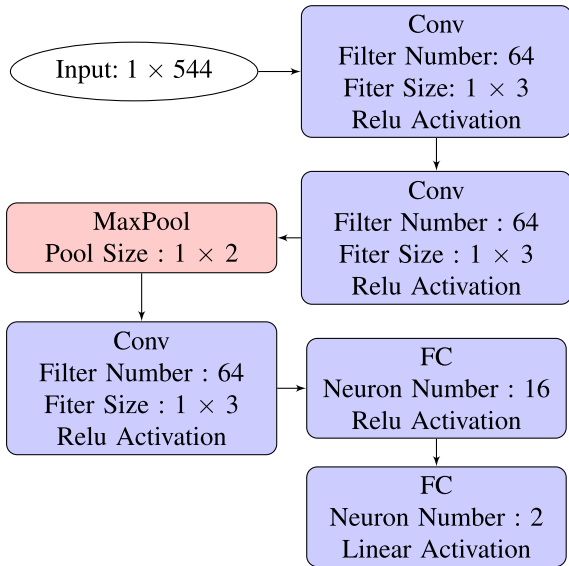 Input: 1 × 544
Conv
Filter Number: 64
Fiter Size: 1 × 3
Relu Activation
Conv
Filter Number : 64
Fiter Size : 1 × 3
Relu Activation
MaxPool
Pool Size : 1 × 2
Conv
Filter Number : 64
Fiter Size : 1 × 3
Relu Activation
FC
Neuron Number : 16
Relu Activation
FC
Neuron Number : 2
Linear Activation